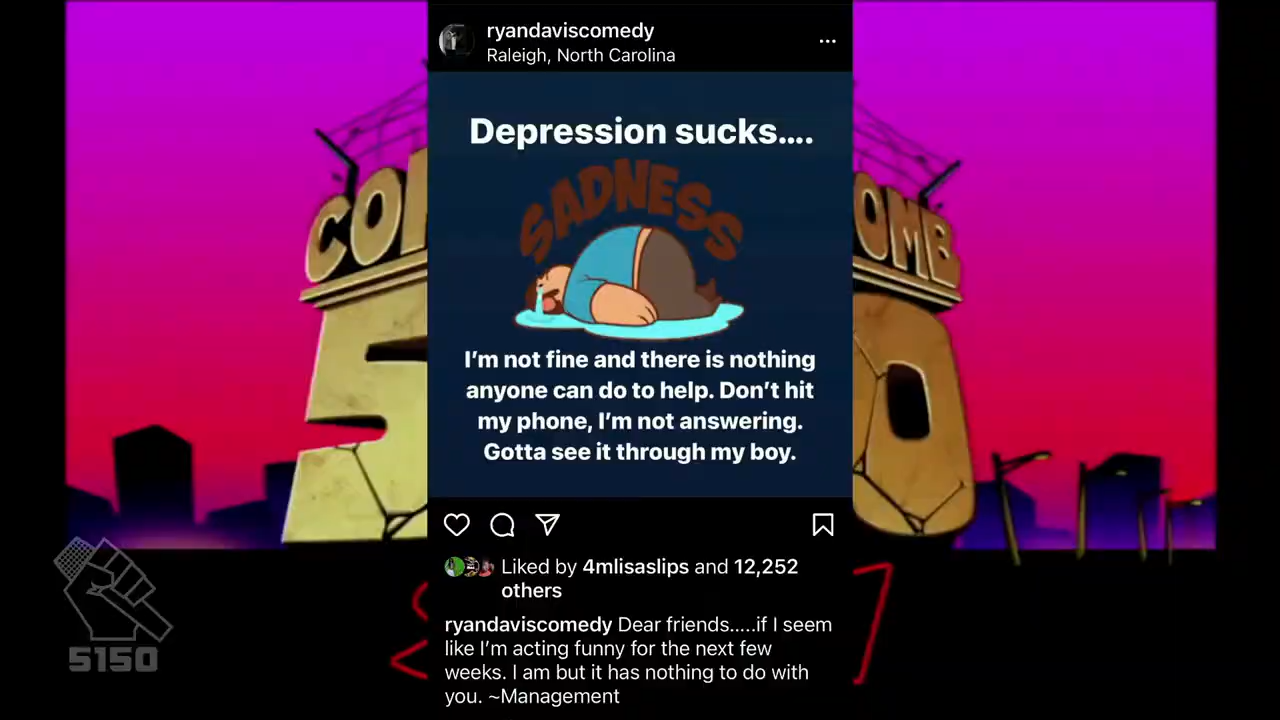 ryandaviscomedy
Raleigh, North Carolina
Depression sucks....
SADNESS
I'm not fine and there is nothing
anyone can do to help. Don't hit
my phone, I'm not answering.
Gotta see it through my boy.
Liked by 4mlisaslips and 12,252
others
ryandaviscomedy Dear friends.....if I seem
like I'm acting funny for the next few
weeks. I am but it has nothing to do with
you. ~Management
5150